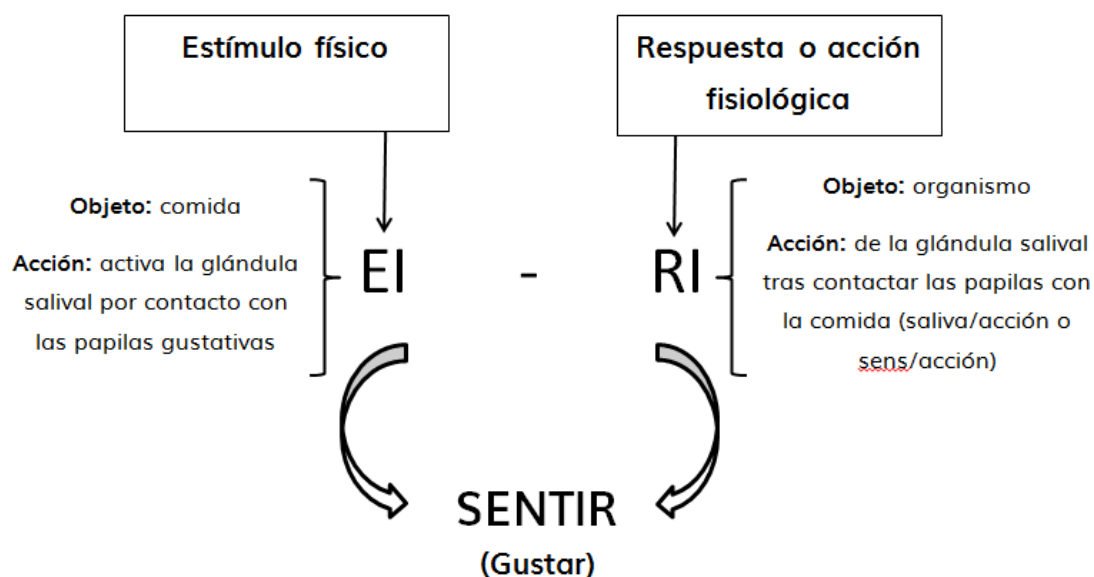 Estímulo físico
Respuesta o acción
fisiológica
Objeto: comida
Acción: activa la glándula
salival por contacto con
las papilas gustativas
EI - RI
Objeto: organismo
Acción: de la glándula salival
tras contactar las papilas con
la comida (saliva/acción o
sens/acción)
SENTIR
(Gustar)